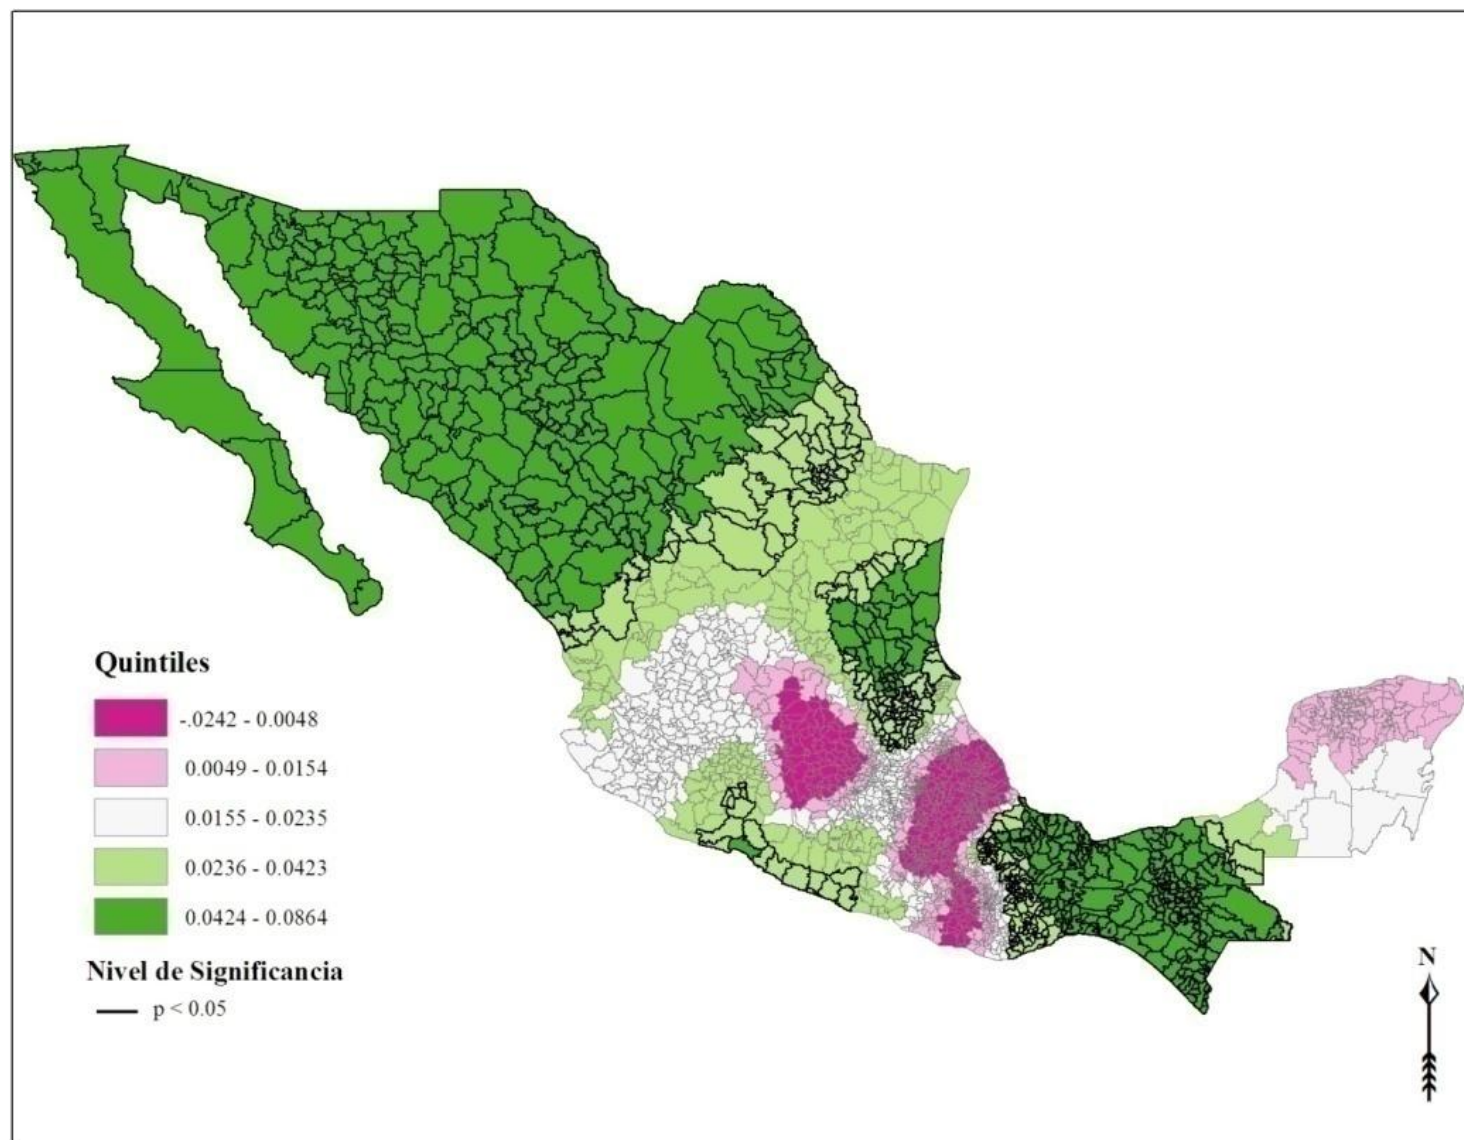 Quintiles
-.0242 - 0.0048
0.0049 - 0.0154
0.0155 - 0.0235
0.0236 - 0.0423
0.0424 - 0.0864
Nivel de Significancia
p < 0.05
N